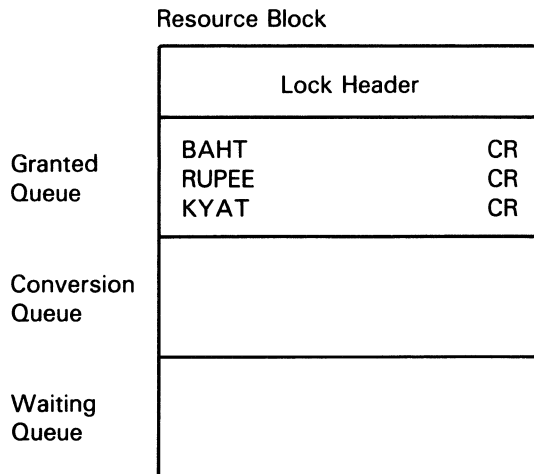 Resource Block
Lock Header
Granted
Queue
BAHT CR
RUPEE CR
KYAT CR
Conversion
Queue
Waiting
Queue